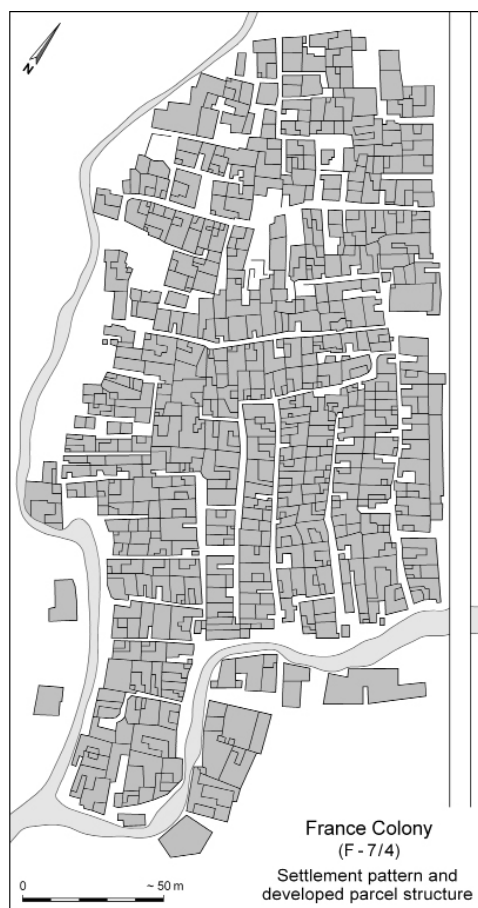 N
France Colony
(F - 7/4)
Settlement pattern and
developed parcel structure
0 ~ 50 m